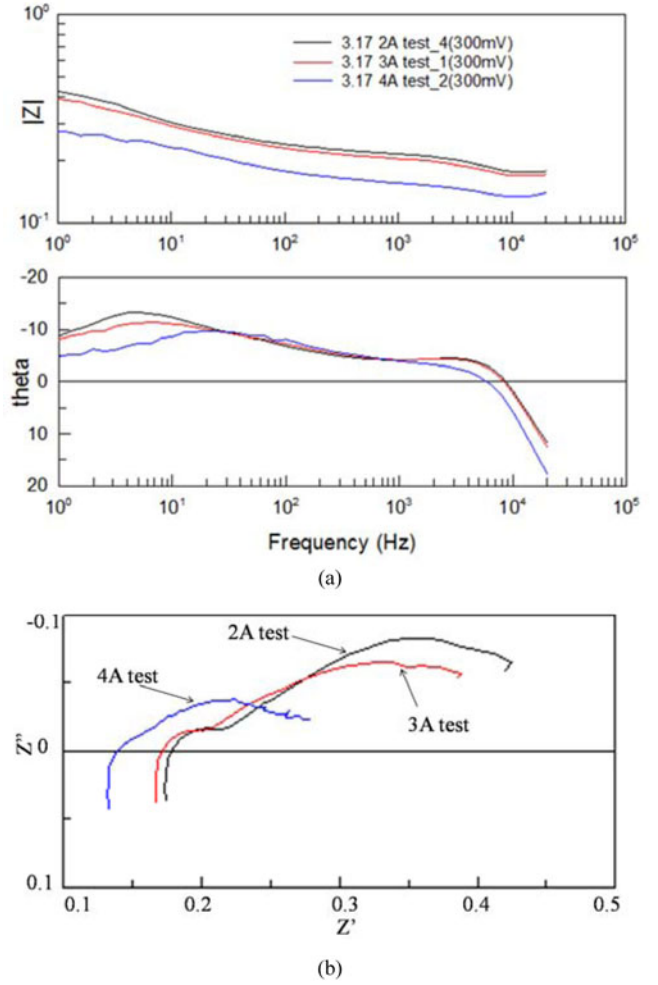 10⁰
3.17 2A test_4(300mV)
3.17 3A test_1(300mV)
3.17 4A test_2(300mV)
|Z|
10⁻¹
10⁰ 10¹ 10² 10³ 10⁴ 10⁵
-20
-10
theta
0
10
20
10⁰ 10¹ 10² 10³ 10⁴ 10⁵
Frequency (Hz)
(a)
-0.1
2A test
4A test
3A test
Z'' 0
0.1
0.1 0.2 0.3 0.4 0.5
Z'
(b)